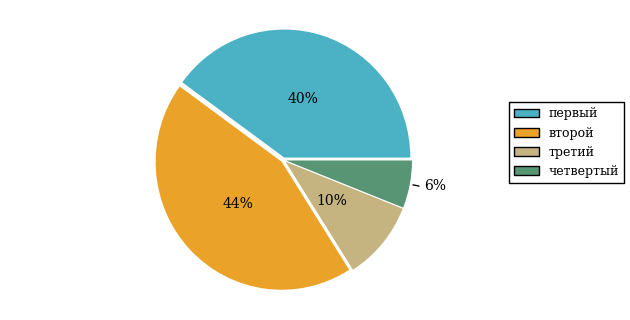 40%
44%
10%
6%
первый
второй
третий
четвертый